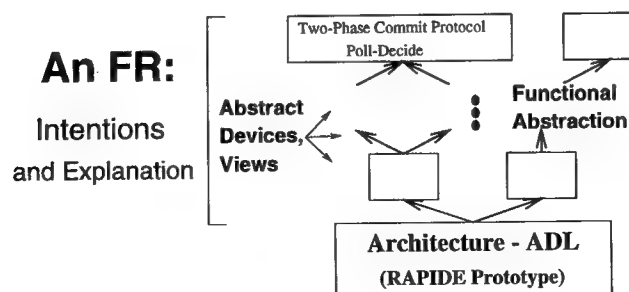 Two-Phase Commit Protocol
Poll-Decide
An FR:
Intentions
and Explanation
Abstract
Devices,
Views
Functional
Abstraction
Architecture - ADL
(RAPIDE Prototype)